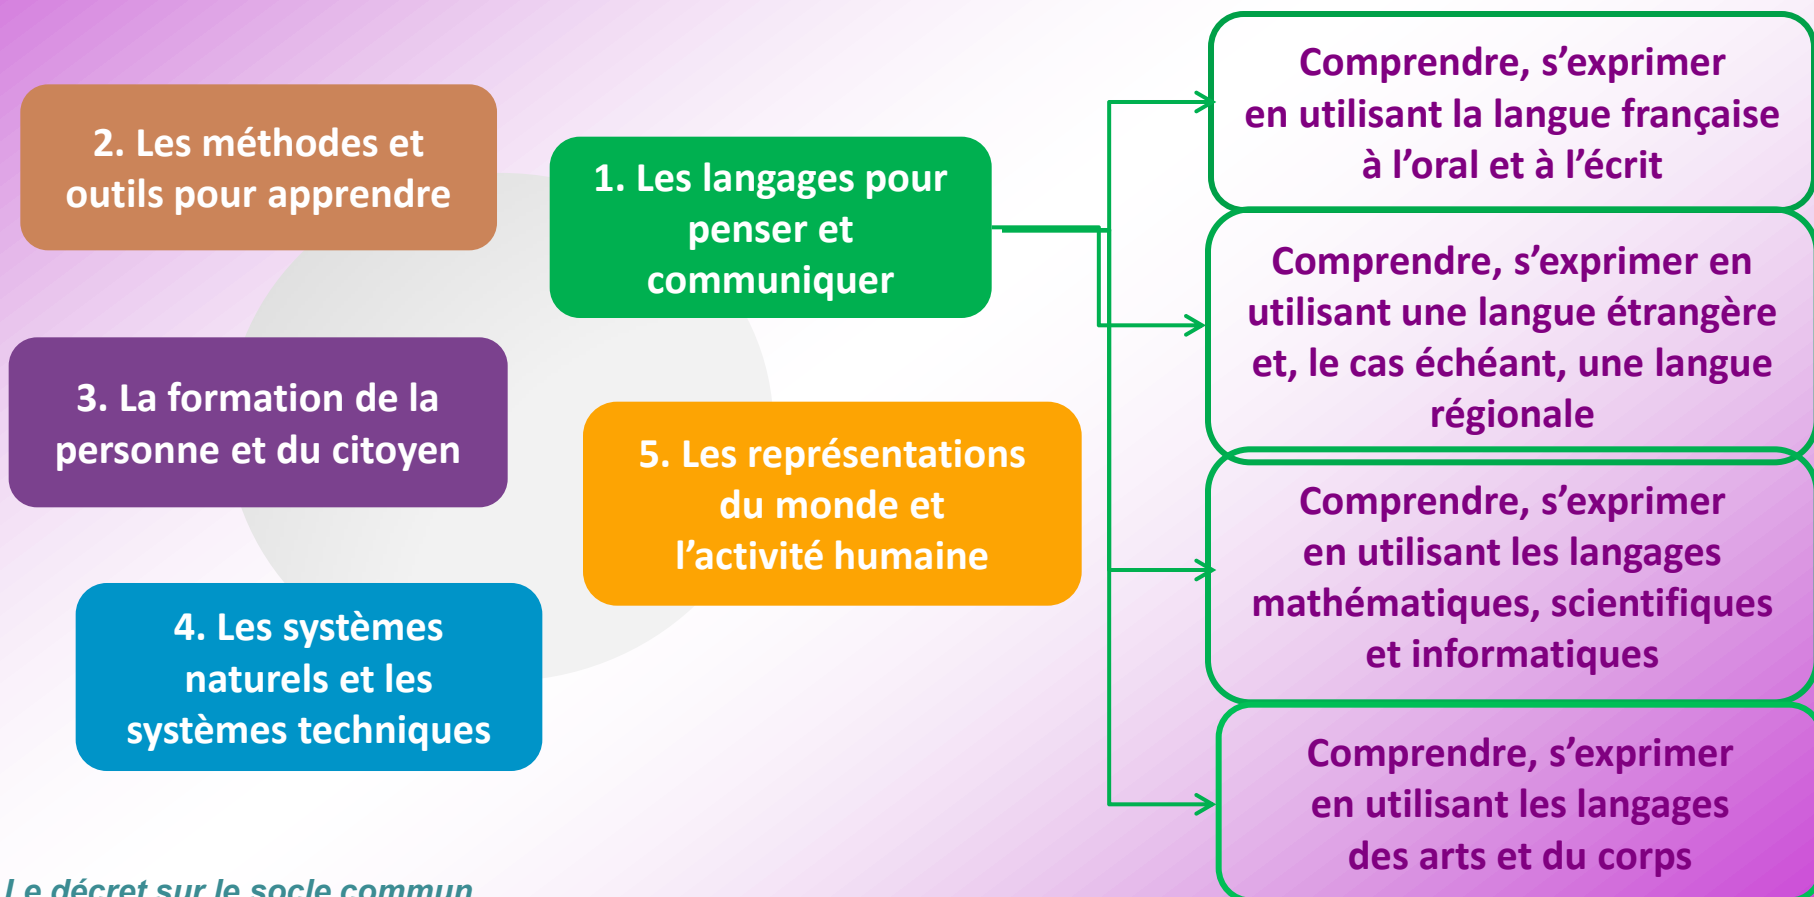 2. Les méthodes et
outils pour apprendre
1. Les langages pour
penser et
communiquer
3. La formation de la
personne et du citoyen
5. Les représentations
du monde et
l’activité humaine
4. Les systèmes
naturels et les
systèmes techniques
Comprendre, s’exprimer
en utilisant la langue française
à l’oral et à l’écrit
Comprendre, s’exprimer en
utilisant une langue étrangère
et, le cas échéant, une langue
régionale
Comprendre, s’exprimer
en utilisant les langages
mathématiques, scientifiques
et informatiques
Comprendre, s’exprimer
en utilisant les langages
des arts et du corps
Le décret sur le socle commun